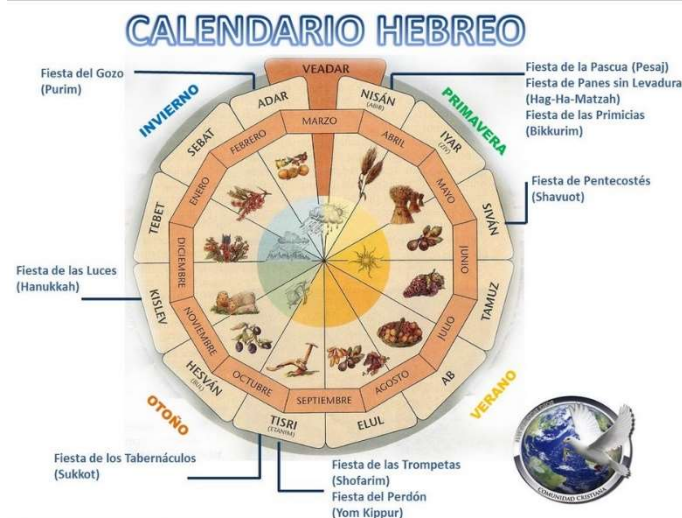 CALENDARIO HEBREO
Fiesta del Gozo
(Purim)
Fiesta de la Pascua (Pesaj)
Fiesta de Panes sin Levadura
(Hag-Ha-Matzah)
Fiesta de las Primicias
(Bikkurim)
INVIERNO
PRIMAVERA
VEADAR
ADAR
NISÁN
(ABIB)
IYAR
(ZIV)
SIVÁN
TAMUZ
AB
ELUL
TISRI
(ETANIM)
HESVÁN
(BUL)
KISLEV
TEBET
SEBAT
MARZO
ABRIL
MAYO
JUNIO
JULIO
AGOSTO
SEPTIEMBRE
OCTUBRE
NOVIEMBRE
DICIEMBRE
ENERO
FEBRERO
Fiesta de Pentecostés
(Shavuot)
Fiesta de las Luces
(Hanukkah)
OTOÑO
VERANO
Fiesta de los Tabernáculos
(Sukkot)
Fiesta de las Trompetas
(Shofarim)
Fiesta del Perdón
(Yom Kippur)
COMUNIDAD CRISTIANA